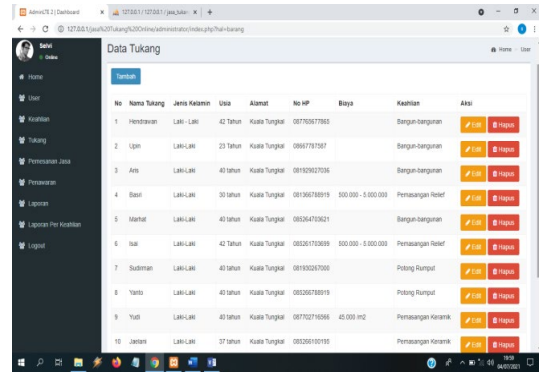 AdminLTE 2 | Dashboard
127.0.0.1 / 127.0.0.1 / jasa_tukan
127.0.0.1/jasa%20Tukang%20Online/administrator/index.php?hal=barang
Selvi
Online
Home
User
Keahlian
Tukang
Pemesanan Jasa
Penawaran
Laporan
Laporan Per Keahlian
Logout
Data Tukang
Home User
Tambah
No Nama Tukang Jenis Kelamin Usia Alamat No HP Biaya Keahlian Aksi
1 Hendrawan Laki - Laki 42 Tahun Kuala Tungkal 087765677865 Bangun-bangunan Edit Hapus
2 Upin Laki-Laki 23 Tahun Kuala Tungkal 08667787587 Bangun-bangunan Edit Hapus
3 Aris Laki-Laki 40 tahun Kuala Tungkal 081929027036 Bangun-bangunan Edit Hapus
4 Basri Laki-Laki 30 tahun Kuala Tungkal 081366788919 500.000 - 5.000.000 Pemasangan Relief Edit Hapus
5 Marhat Laki-Laki 40 tahun Kuala Tungkal 085264703621 Bangun-bangunan Edit Hapus
6 Laki-Laki 42 Tahun Kuala Tungkal 085261703699 500.000 - 5.000.000 Pemasangan Relief Edit Hapus
7 Sudirman Laki-Laki 40 tahun Kuala Tungkal 081930267000 Potong Rumput Edit Hapus
8 Yanto Laki-Laki 40 tahun Kuala Tungkal 085266788019 Potong Rumput Edit Hapus
9 Yudi Laki-Laki 40 tahun Kuala Tungkal 087702716566 45.000 /m2 Pemasangan Keramik Edit Hapus
10 Jaelani Laki-Laki 37 tahun Kuala Tungkal 085266100195 Pemasangan Keramik Edit Hapus
19:59
04/07/2021